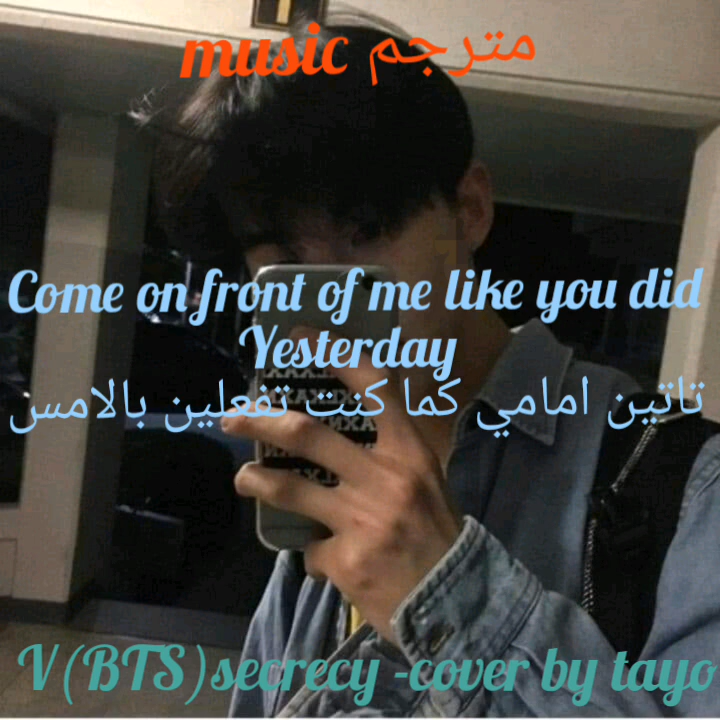 music مترجم
Come on front of me like you did
Yesterday
تاتين امامي كما كنت تفعلين بالامس
V(BTS)secrecy -cover by tayo